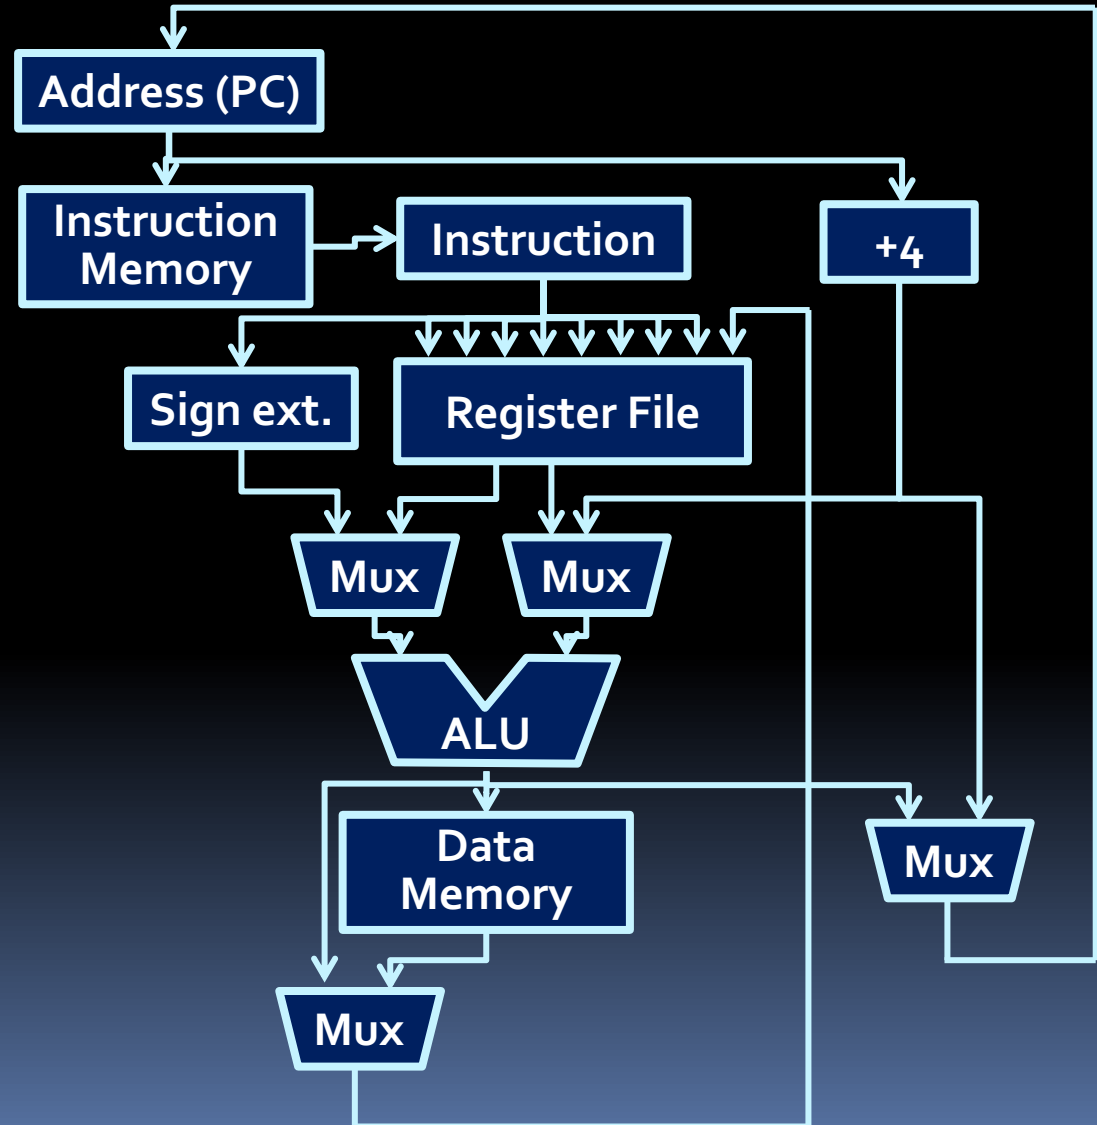 Address (PC)
Instruction
Memory
Instruction
+4
Sign ext.
Register File
Mux
Mux
ALU
Data
Memory
Mux
Mux